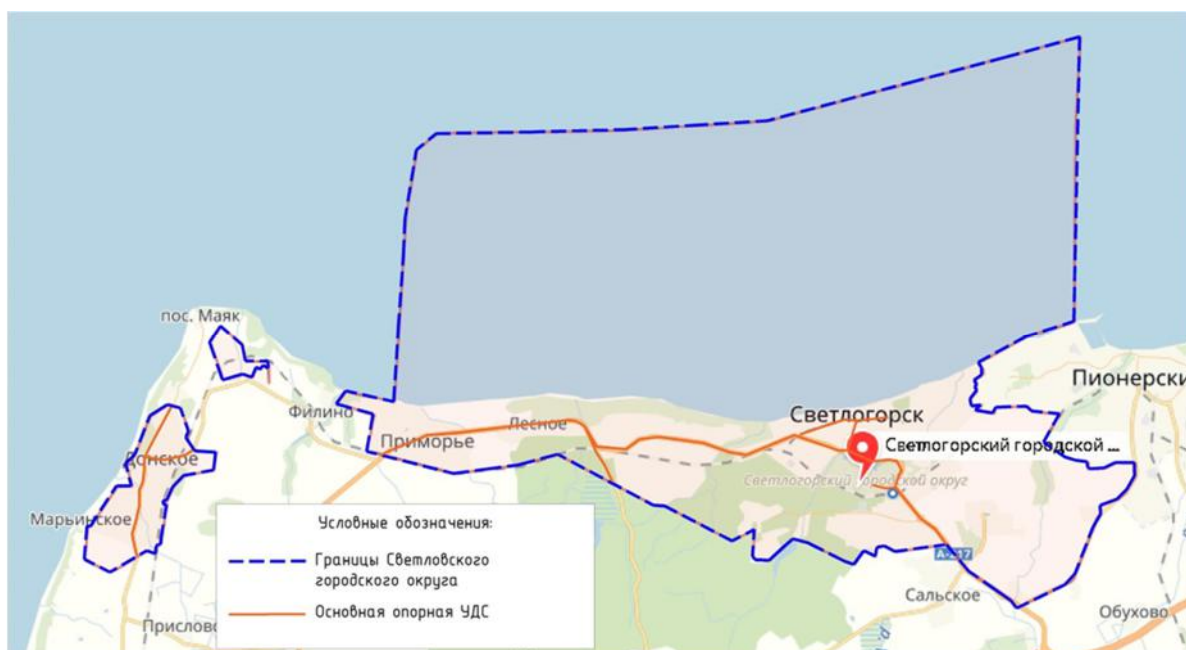 пос. Маяк
Пионерски
Филино
Лесное
Светлогорск
Приморье
Светлогорский городской ...
Донское
Светлогорский городской округ
Марьинское
Условные обозначения:
Границы Светловского
городского округа
А-217
Сальское
Основная опорная УДС
Обухово
Прислово
р.